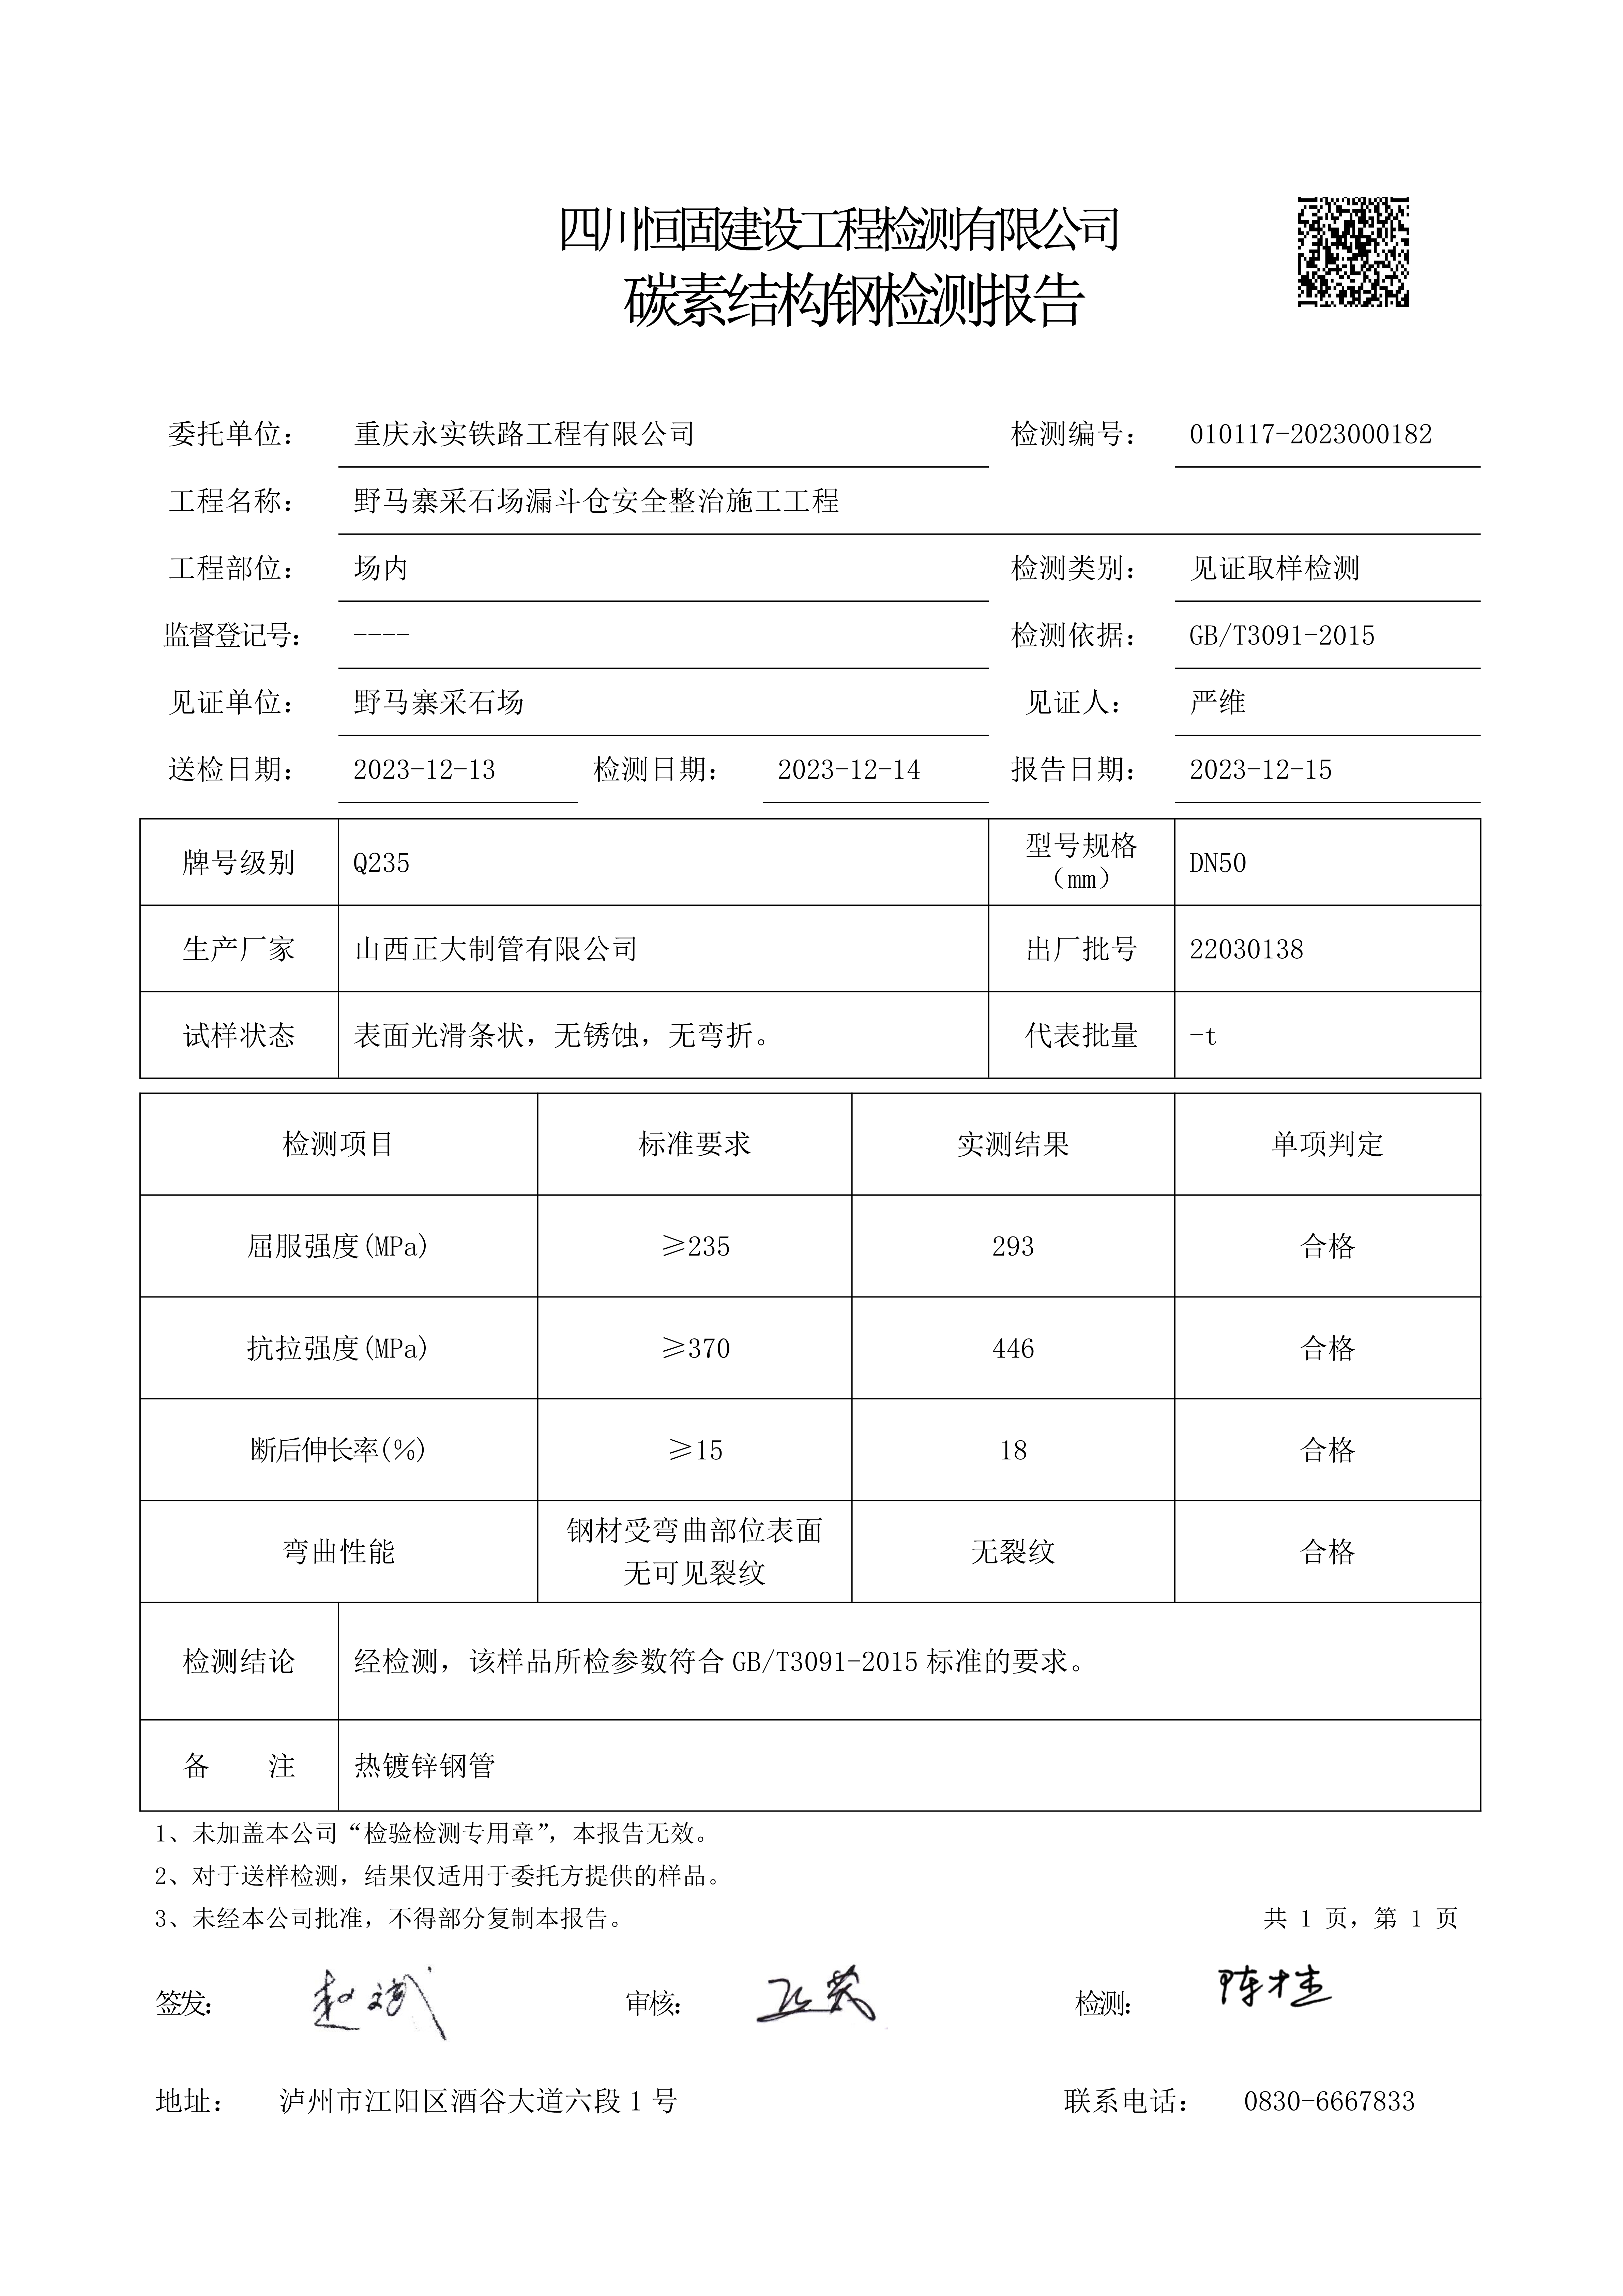 四川恒固建设工程检测有限公司
碳素结构钢检测报告
委托单位： 重庆永实铁路工程有限公司 检测编号： 010117-2023000182
工程名称： 野马寨采石场漏斗仓安全整治施工工程
工程部位： 场内 检测类别： 见证取样检测
监督登记号： ---- 检测依据： GB/T3091-2015
见证单位： 野马寨采石场 见证人： 严维
送检日期： 2023-12-13 检测日期： 2023-12-14 报告日期： 2023-12-15
牌号级别 Q235 型号规格（mm） DN50
生产厂家 山西正大制管有限公司 出厂批号 22030138
试样状态 表面光滑条状，无锈蚀，无弯折。 代表批量 -t
检测项目 标准要求 实测结果 单项判定
屈服强度(MPa) ≥235 293 合格
抗拉强度(MPa) ≥370 446 合格
断后伸长率(%) ≥15 18 合格
弯曲性能 钢材受弯曲部位表面无可见裂纹 无裂纹 合格
检测结论 经检测，该样品所检参数符合 GB/T3091-2015 标准的要求。
备 注 热镀锌钢管
1、未加盖本公司“检验检测专用章”，本报告无效。
2、对于送样检测，结果仅适用于委托方提供的样品。
3、未经本公司批准，不得部分复制本报告。 共 1 页，第 1 页
签发： 审核： 检测：
地址： 泸州市江阳区酒谷大道六段 1 号 联系电话： 0830-6667833